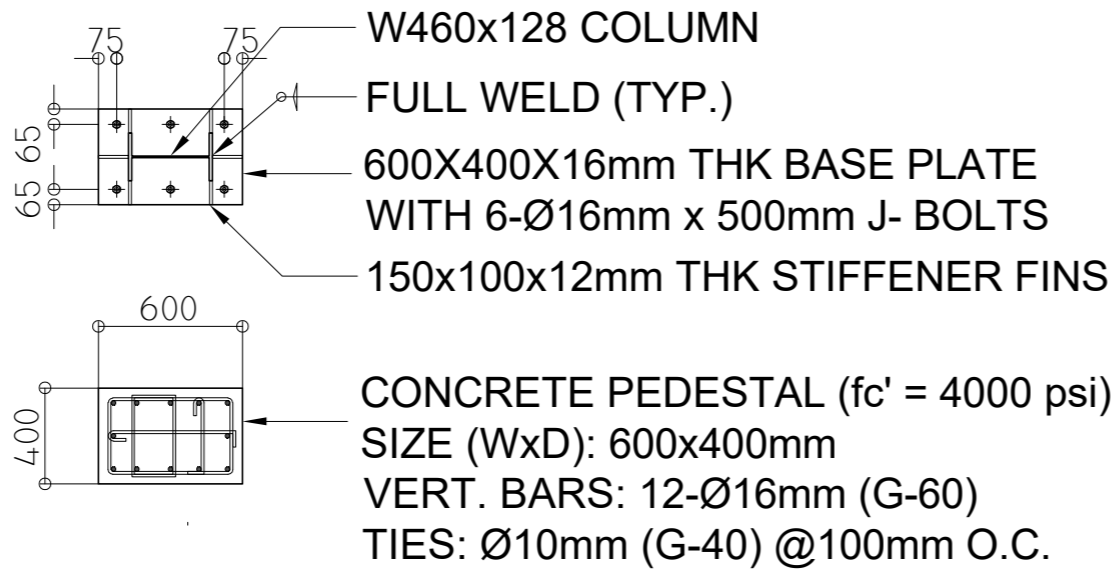 75 75
W460x128 COLUMN
FULL WELD (TYP.)
65
65
600X400X16mm THK BASE PLATE
WITH 6-Ø16mm x 500mm J- BOLTS
150x100x12mm THK STIFFENER FINS
600
400
CONCRETE PEDESTAL (fc' = 4000 psi)
SIZE (WxD): 600x400mm
VERT. BARS: 12-Ø16mm (G-60)
TIES: Ø10mm (G-40) @100mm O.C.